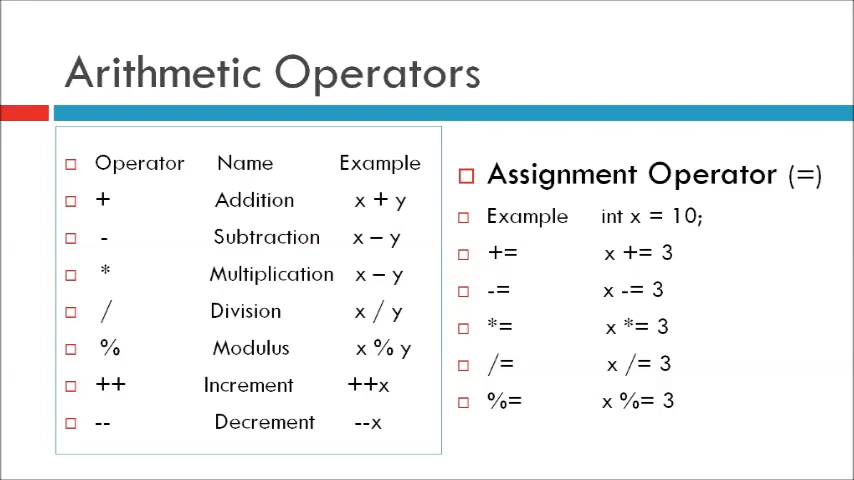 Arithmetic Operators
Operator Name Example
+ Addition x + y
- Subtraction x – y
* Multiplication x – y
/ Division x / y
% Modulus x % y
++ Increment ++x
-- Decrement --x
Assignment Operator (=)
Example int x = 10;
+= x += 3
-= x -= 3
*= x *= 3
/= x /= 3
%= x %= 3